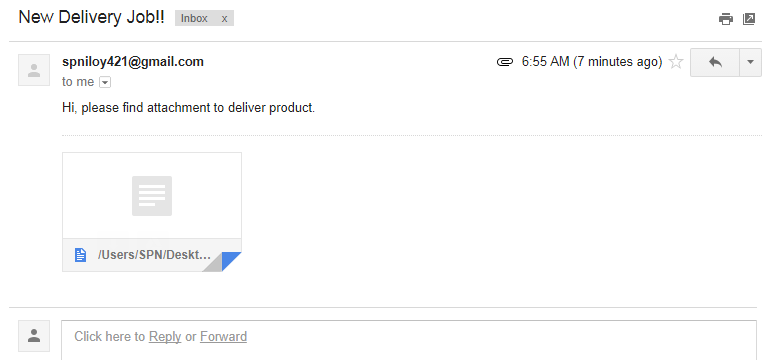 New Delivery Job!! Inbox x
spniloy421@gmail.com 6:55 AM (7 minutes ago)
to me
Hi, please find attachment to deliver product.
/Users/SPN/Deskt...
Click here to Reply or Forward